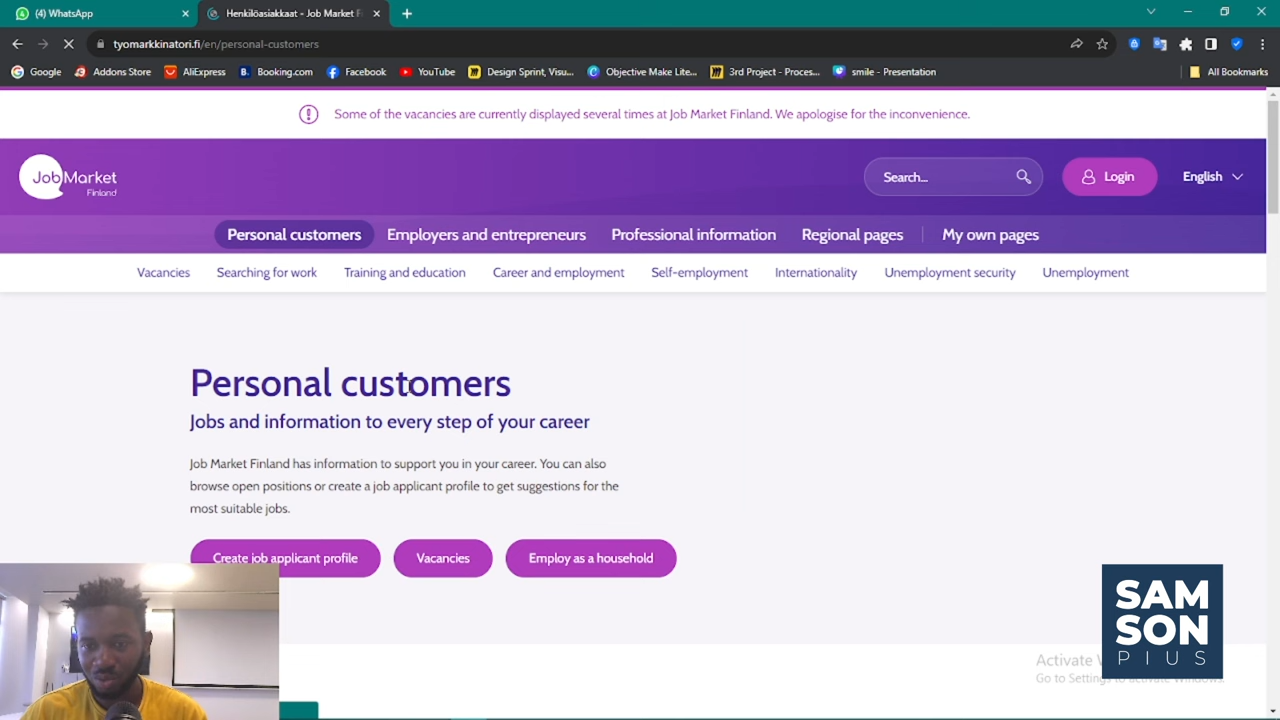 (4) WhatsApp
Henkilöasiakkaat - Job Market F
tyomarkkinatori.fi/en/personal-customers
Google
Addons Store
AliExpress
Booking.com
Facebook
YouTube
Design Sprint, Visu...
Objective Make Lite...
3rd Project - Proces...
smile - Presentation
All Bookmarks
Some of the vacancies are currently displayed several times at Job Market Finland. We apologise for the inconvenience.
JobMarket
Finland
Search...
Login
English
Personal customers
Employers and entrepreneurs
Professional information
Regional pages
My own pages
Vacancies
Searching for work
Training and education
Career and employment
Self-employment
Internationality
Unemployment security
Unemployment
Personal customers
Jobs and information to every step of your career
Job Market Finland has information to support you in your career. You can also
browse open positions or create a job applicant profile to get suggestions for the
most suitable jobs.
Create job applicant profile
Vacancies
Employ as a household
SAM
SON
PIUS
Activate
Go to Settings to activate Windows.